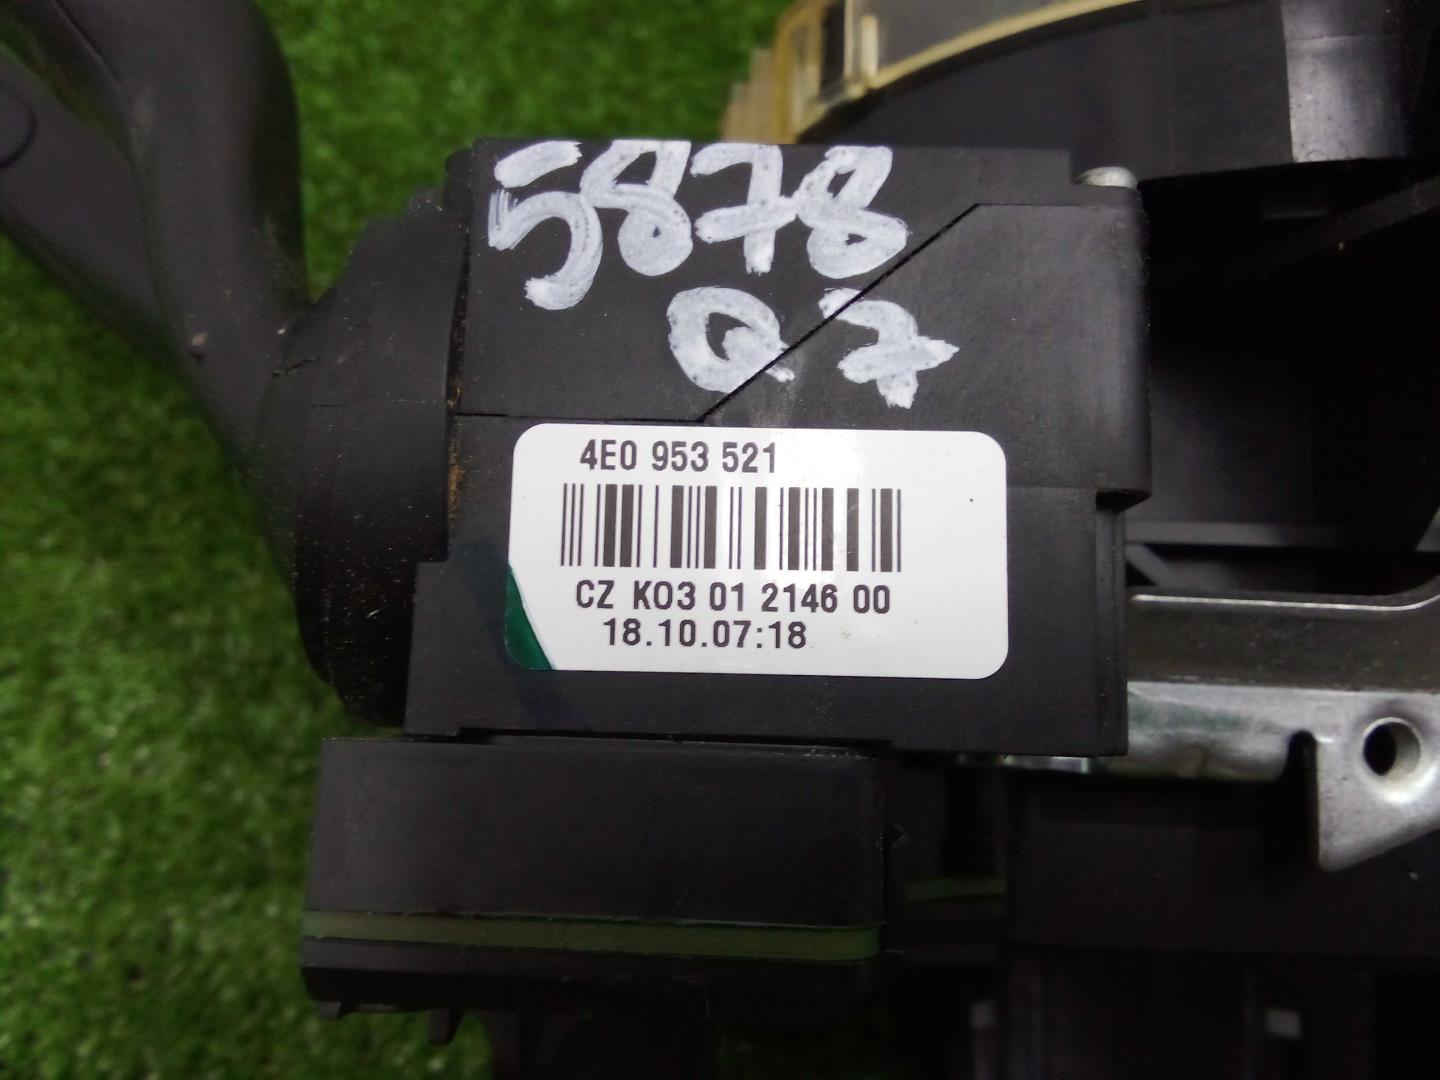 5878
Q7
4E0 953 521
CZ K03 01 2146 00
18.10.07:18